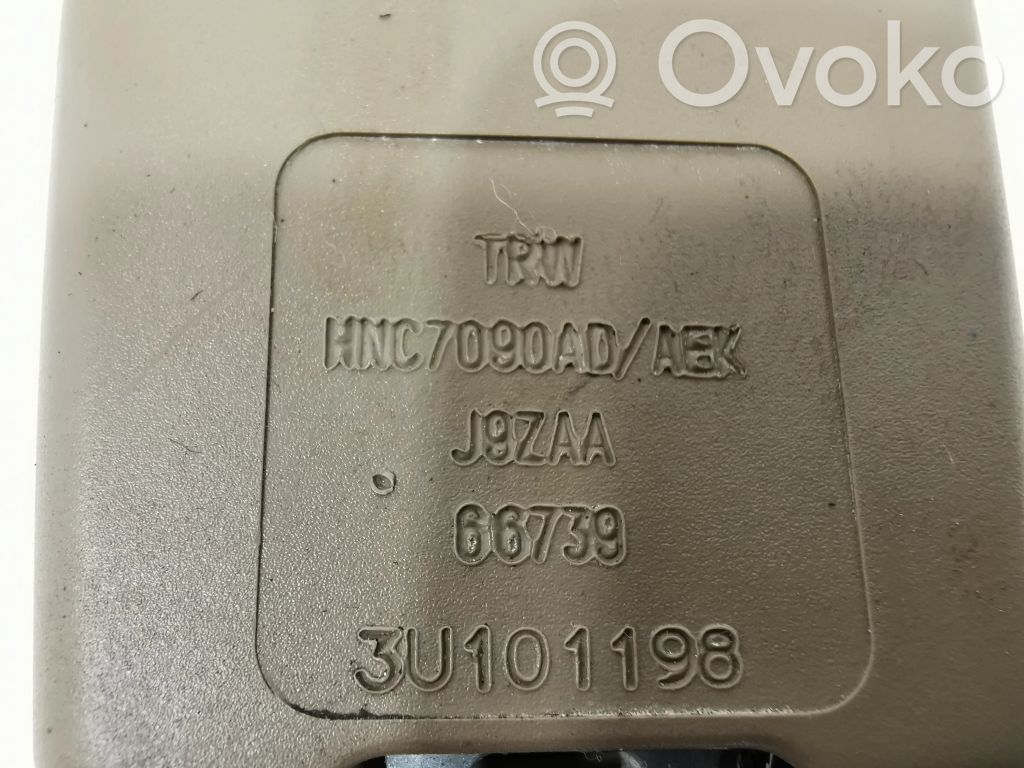 Ovoko
TRW
HNC7090AD/AEK
J9ZAA
66739
3U101198